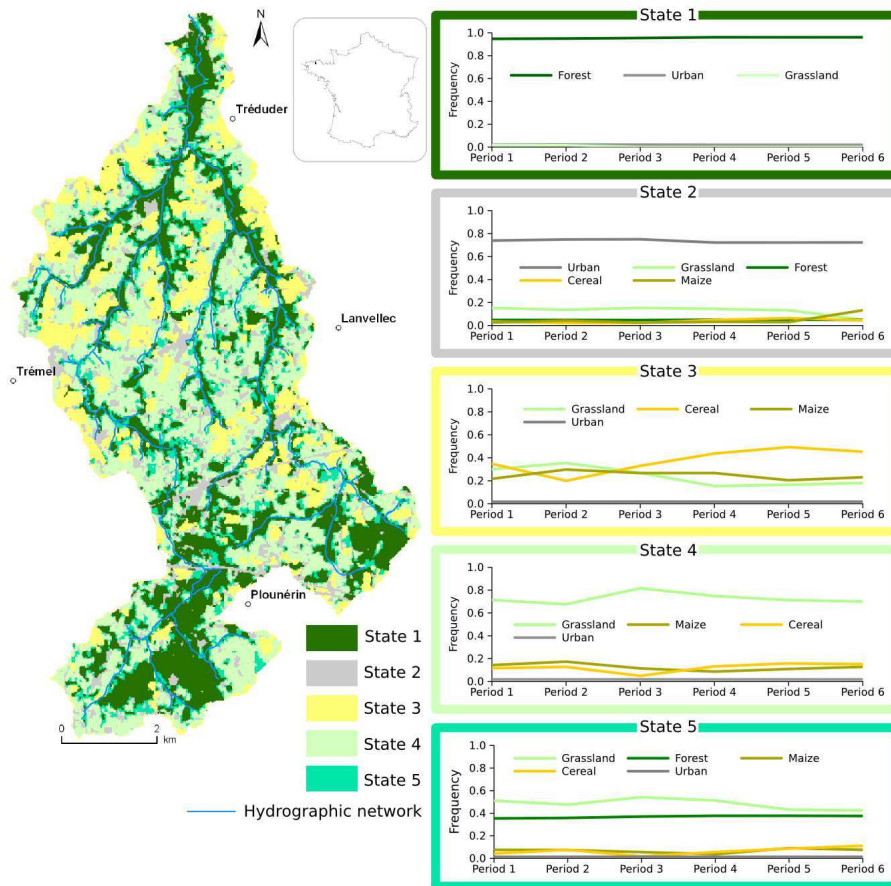 N
Tréduder
Lanvellec
Trémel
Plounérin
0 2
km
State 1
State 2
State 3
State 4
State 5
Hydrographic network
State 1
1.0
0.8
0.6
0.4
0.2
0.0
Frequency
Forest Urban Grassland
Period 1 Period 2 Period 3 Period 4 Period 5 Period 6
State 2
1.0
0.8
0.6
0.4
0.2
0.0
Frequency
Urban Grassland Forest
Cereal Maize
Period 1 Period 2 Period 3 Period 4 Period 5 Period 6
State 3
1.0
0.8
0.6
0.4
0.2
0.0
Frequency
Grassland Cereal Maize
Urban
Period 1 Period 2 Period 3 Period 4 Period 5 Period 6
State 4
1.0
0.8
0.6
0.4
0.2
0.0
Frequency
Grassland Maize Cereal
Urban
Period 1 Period 2 Period 3 Period 4 Period 5 Period 6
State 5
1.0
0.8
0.6
0.4
0.2
0.0
Frequency
Grassland Forest Maize
Cereal Urban
Period 1 Period 2 Period 3 Period 4 Period 5 Period 6